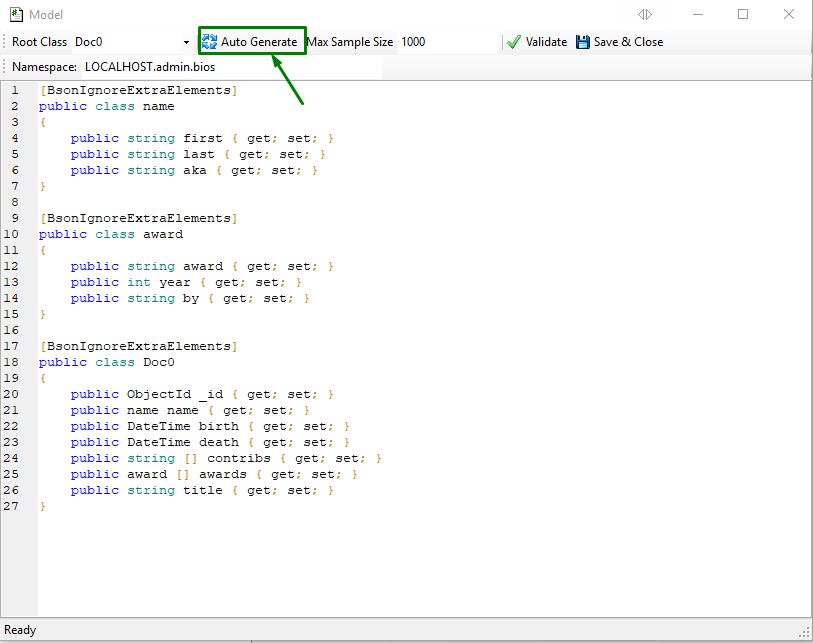 Model
Root Class Doc0 Auto Generate Max Sample Size 1000 Validate Save & Close
Namespace: LOCALHOST.admin.bios
1 [BsonIgnoreExtraElements]
2 public class name
3 {
4 public string first { get; set; }
5 public string last { get; set; }
6 public string aka { get; set; }
7 }
8
9 [BsonIgnoreExtraElements]
10 public class award
11 {
12 public string award { get; set; }
13 public int year { get; set; }
14 public string by { get; set; }
15 }
16
17 [BsonIgnoreExtraElements]
18 public class Doc0
19 {
20 public ObjectId _id { get; set; }
21 public name name { get; set; }
22 public DateTime birth { get; set; }
23 public DateTime death { get; set; }
24 public string [] contribs { get; set; }
25 public award [] awards { get; set; }
26 public string title { get; set; }
27 }
Ready